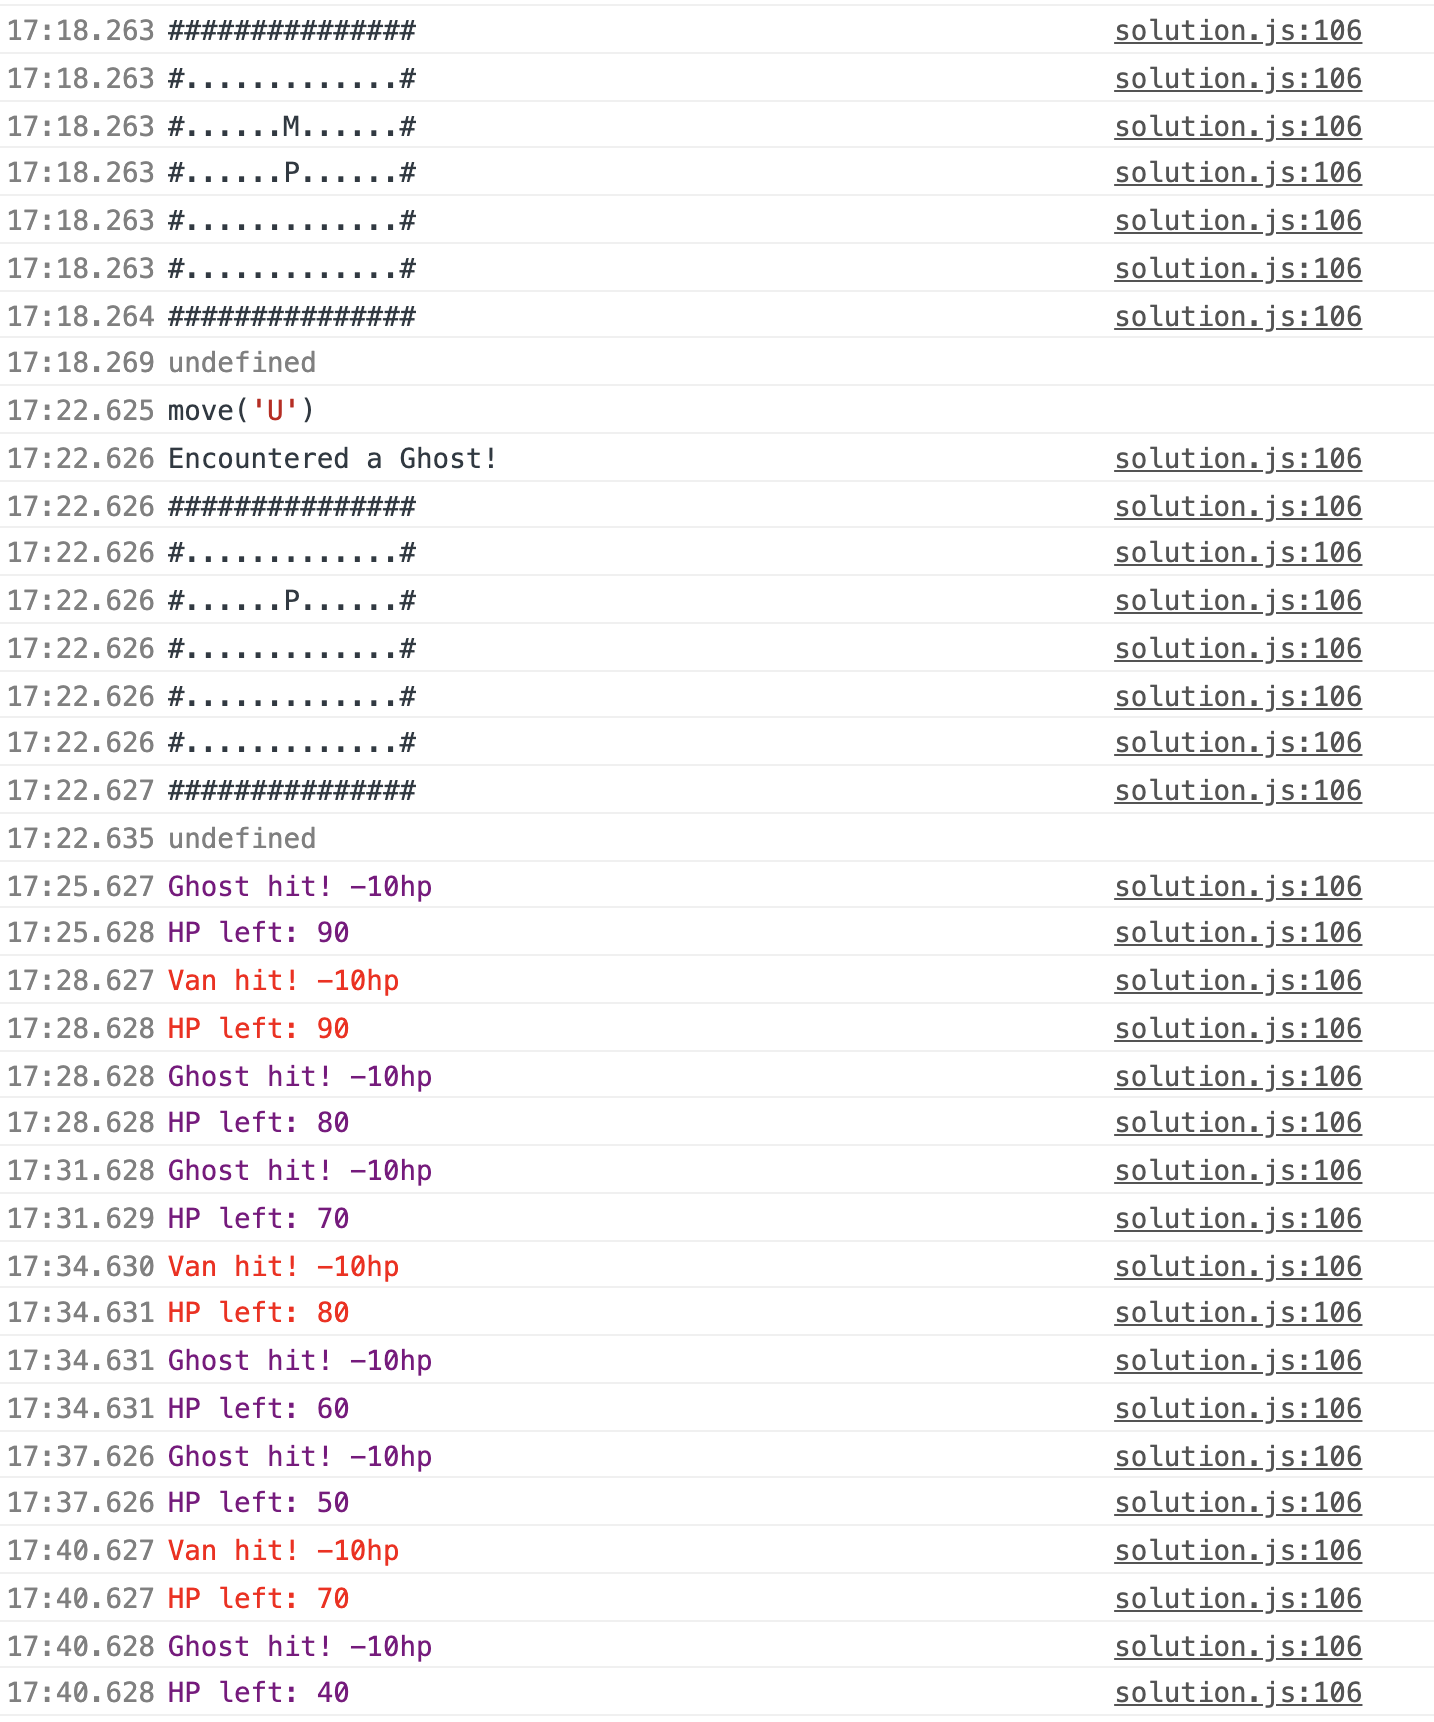 17:18.263 ############### solution.js:106
17:18.263 #.............# solution.js:106
17:18.263 #......M......# solution.js:106
17:18.263 #......P......# solution.js:106
17:18.263 #.............# solution.js:106
17:18.263 #.............# solution.js:106
17:18.264 ############### solution.js:106
17:18.269 undefined
17:22.625 move('U')
17:22.626 Encountered a Ghost! solution.js:106
17:22.626 ############### solution.js:106
17:22.626 #.............# solution.js:106
17:22.626 #......P......# solution.js:106
17:22.626 #.............# solution.js:106
17:22.626 #.............# solution.js:106
17:22.626 #.............# solution.js:106
17:22.627 ############### solution.js:106
17:22.635 undefined
17:25.627 Ghost hit! -10hp solution.js:106
17:25.628 HP left: 90 solution.js:106
17:28.627 Van hit! -10hp solution.js:106
17:28.628 HP left: 90 solution.js:106
17:28.628 Ghost hit! -10hp solution.js:106
17:28.628 HP left: 80 solution.js:106
17:31.628 Ghost hit! -10hp solution.js:106
17:31.629 HP left: 70 solution.js:106
17:34.630 Van hit! -10hp solution.js:106
17:34.631 HP left: 80 solution.js:106
17:34.631 Ghost hit! -10hp solution.js:106
17:34.631 HP left: 60 solution.js:106
17:37.626 Ghost hit! -10hp solution.js:106
17:37.626 HP left: 50 solution.js:106
17:40.627 Van hit! -10hp solution.js:106
17:40.627 HP left: 70 solution.js:106
17:40.628 Ghost hit! -10hp solution.js:106
17:40.628 HP left: 40 solution.js:106